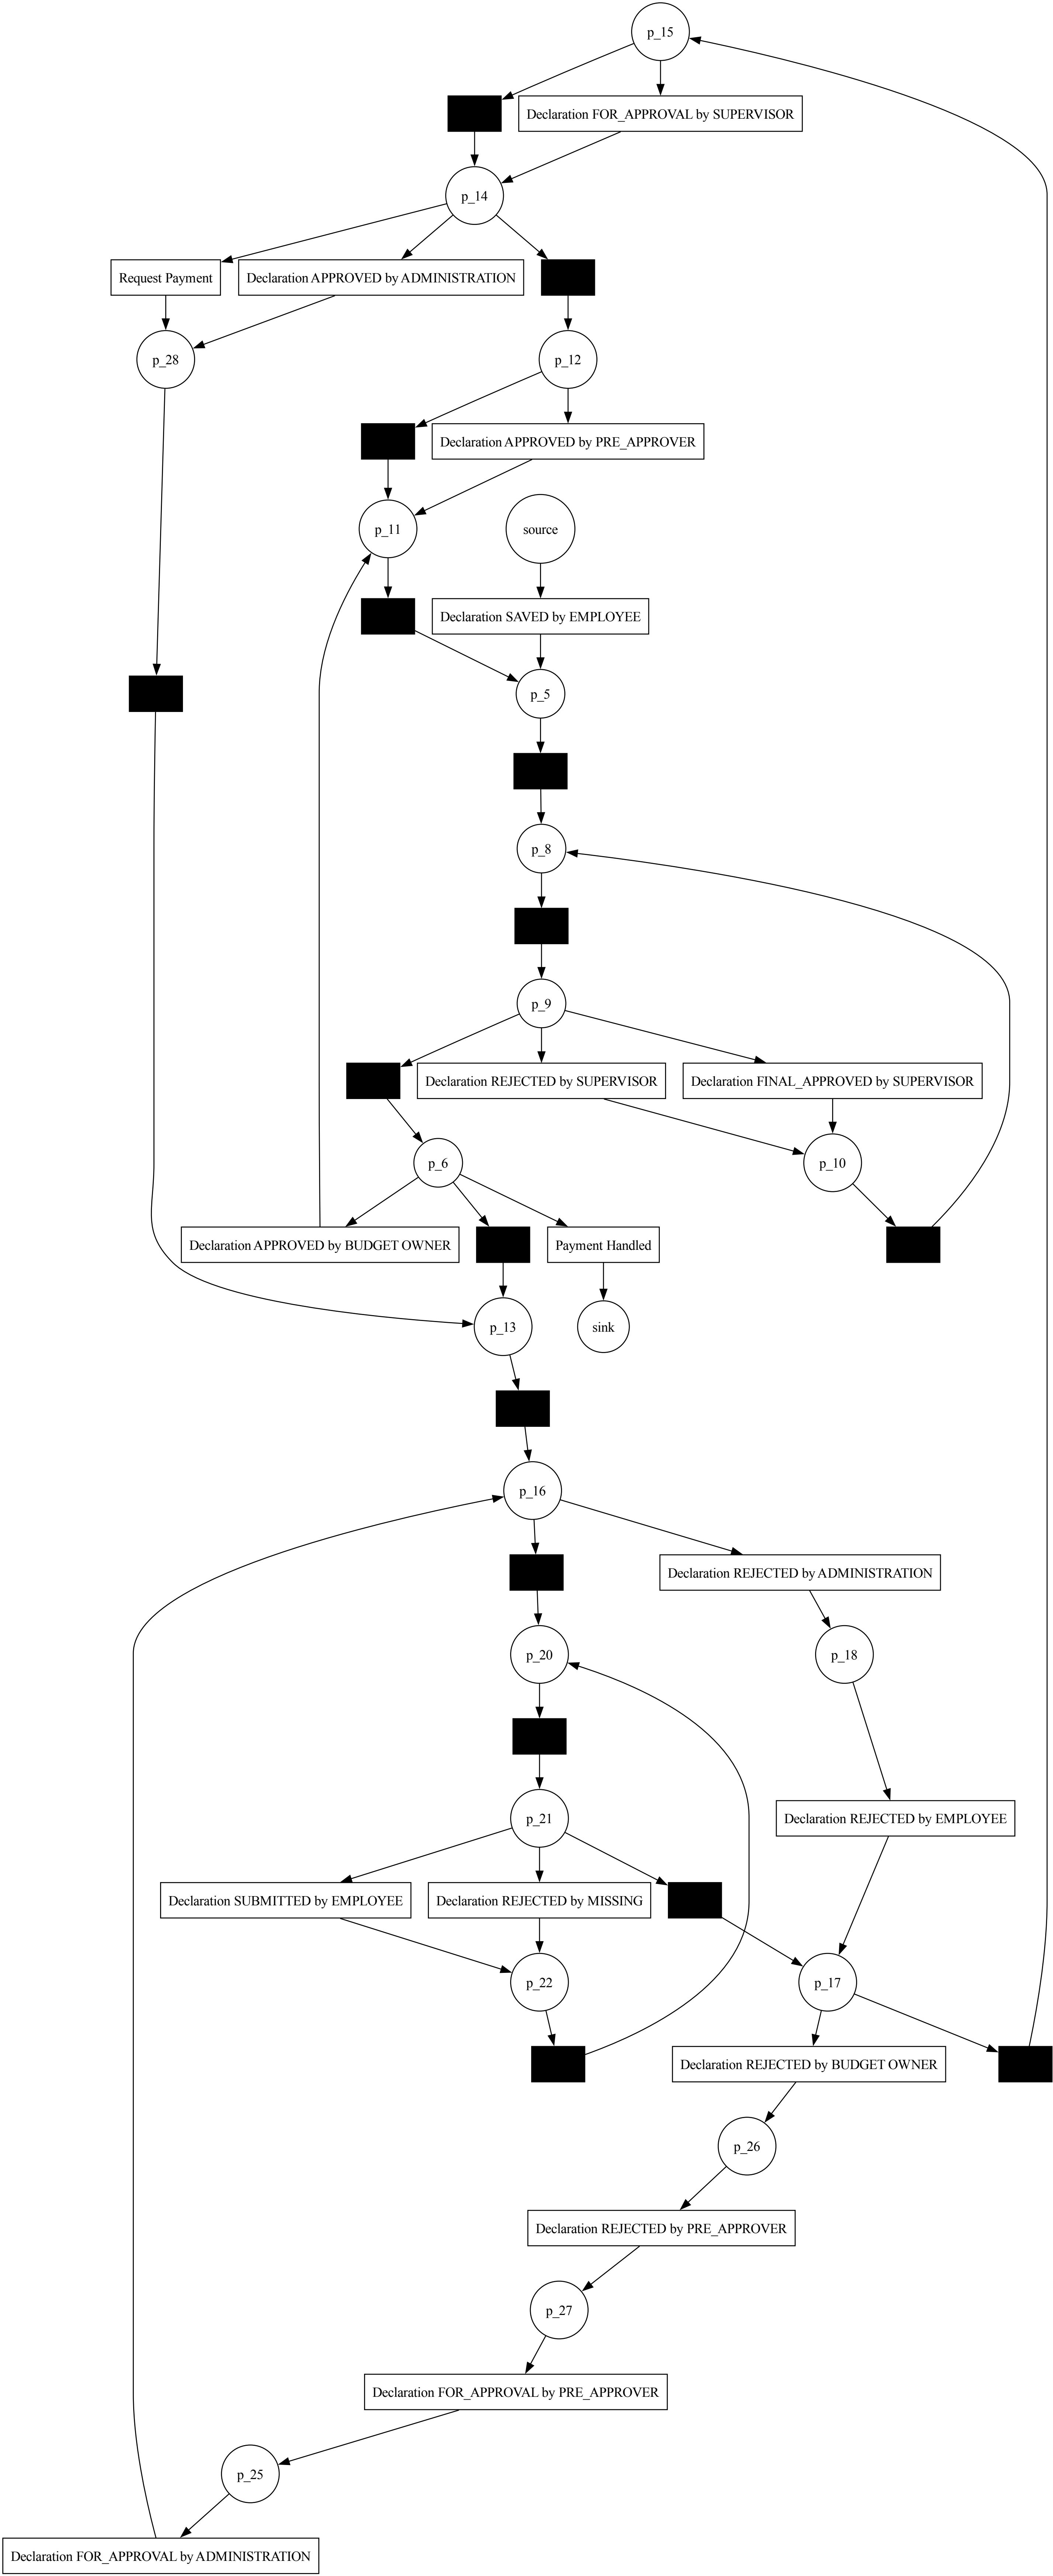 p_15
Declaration FOR_APPROVAL by SUPERVISOR
p_14
Request Payment
Declaration APPROVED by ADMINISTRATION
p_28
p_12
Declaration APPROVED by PRE_APPROVER
p_11
source
Declaration SAVED by EMPLOYEE
p_5
p_8
p_9
Declaration REJECTED by SUPERVISOR
Declaration FINAL_APPROVED by SUPERVISOR
p_6
p_10
Declaration APPROVED by BUDGET OWNER
Payment Handled
p_13
sink
p_16
Declaration REJECTED by ADMINISTRATION
p_20
p_18
p_21
Declaration REJECTED by EMPLOYEE
Declaration SUBMITTED by EMPLOYEE
Declaration REJECTED by MISSING
p_22
p_17
Declaration REJECTED by BUDGET OWNER
p_26
Declaration REJECTED by PRE_APPROVER
p_27
Declaration FOR_APPROVAL by PRE_APPROVER
p_25
Declaration FOR_APPROVAL by ADMINISTRATION